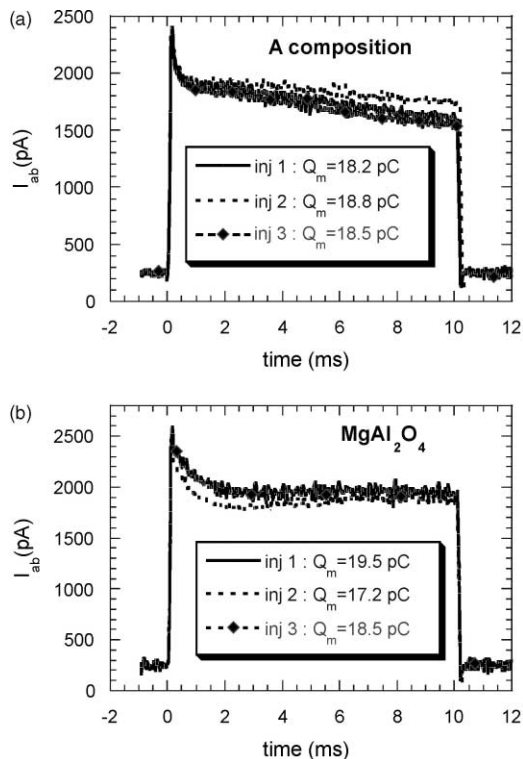 (a)
A composition
I_ab(pA)
2500
2000
1500
1000
500
0
inj 1 : Q_m=18.2 pC
inj 2 : Q_m=18.8 pC
inj 3 : Q_m=18.5 pC
-2 0 2 4 6 8 10 12
time (ms)
(b)
MgAl₂O₄
I_ab(pA)
2500
2000
1500
1000
500
0
inj 1 : Q_m=19.5 pC
inj 2 : Q_m=17.2 pC
inj 3 : Q_m=18.5 pC
-2 0 2 4 6 8 10 12
time (ms)